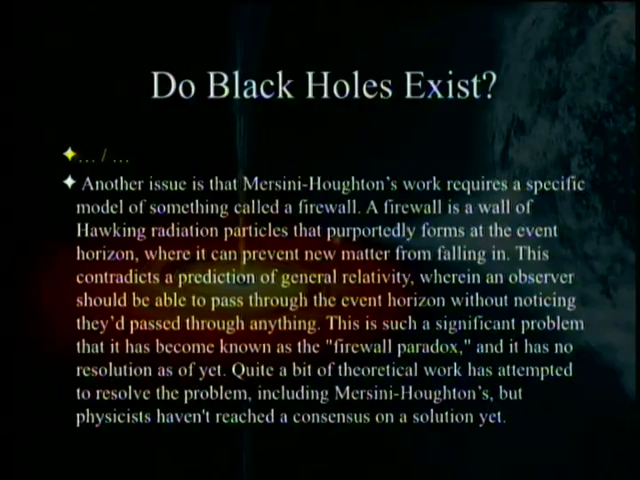 Do Black Holes Exist?
… / …
Another issue is that Mersini-Houghton's work requires a specific
model of something called a firewall. A firewall is a wall of
Hawking radiation particles that purportedly forms at the event
horizon, where it can prevent new matter from falling in. This
contradicts a prediction of general relativity, wherein an observer
should be able to pass through the event horizon without noticing
they'd passed through anything. This is such a significant problem
that it has become known as the "firewall paradox," and it has no
resolution as of yet. Quite a bit of theoretical work has attempted
to resolve the problem, including Mersini-Houghton's, but
physicists haven't reached a consensus on a solution yet.